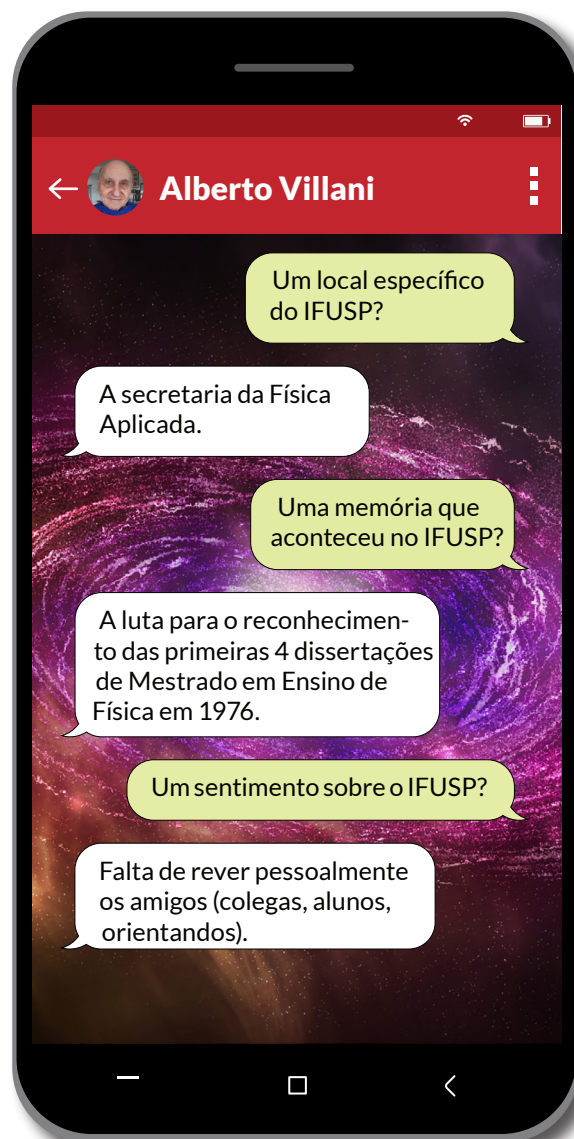 Alberto Villani
Um local específico
do IFUSP?
A secretaria da Física
Aplicada.
Uma memória que
aconteceu no IFUSP?
A luta para o reconhecimen-
to das primeiras 4 dissertações
de Mestrado em Ensino de
Física em 1976.
Um sentimento sobre o IFUSP?
Falta de rever pessoalmente
os amigos (colegas, alunos,
orientandos).